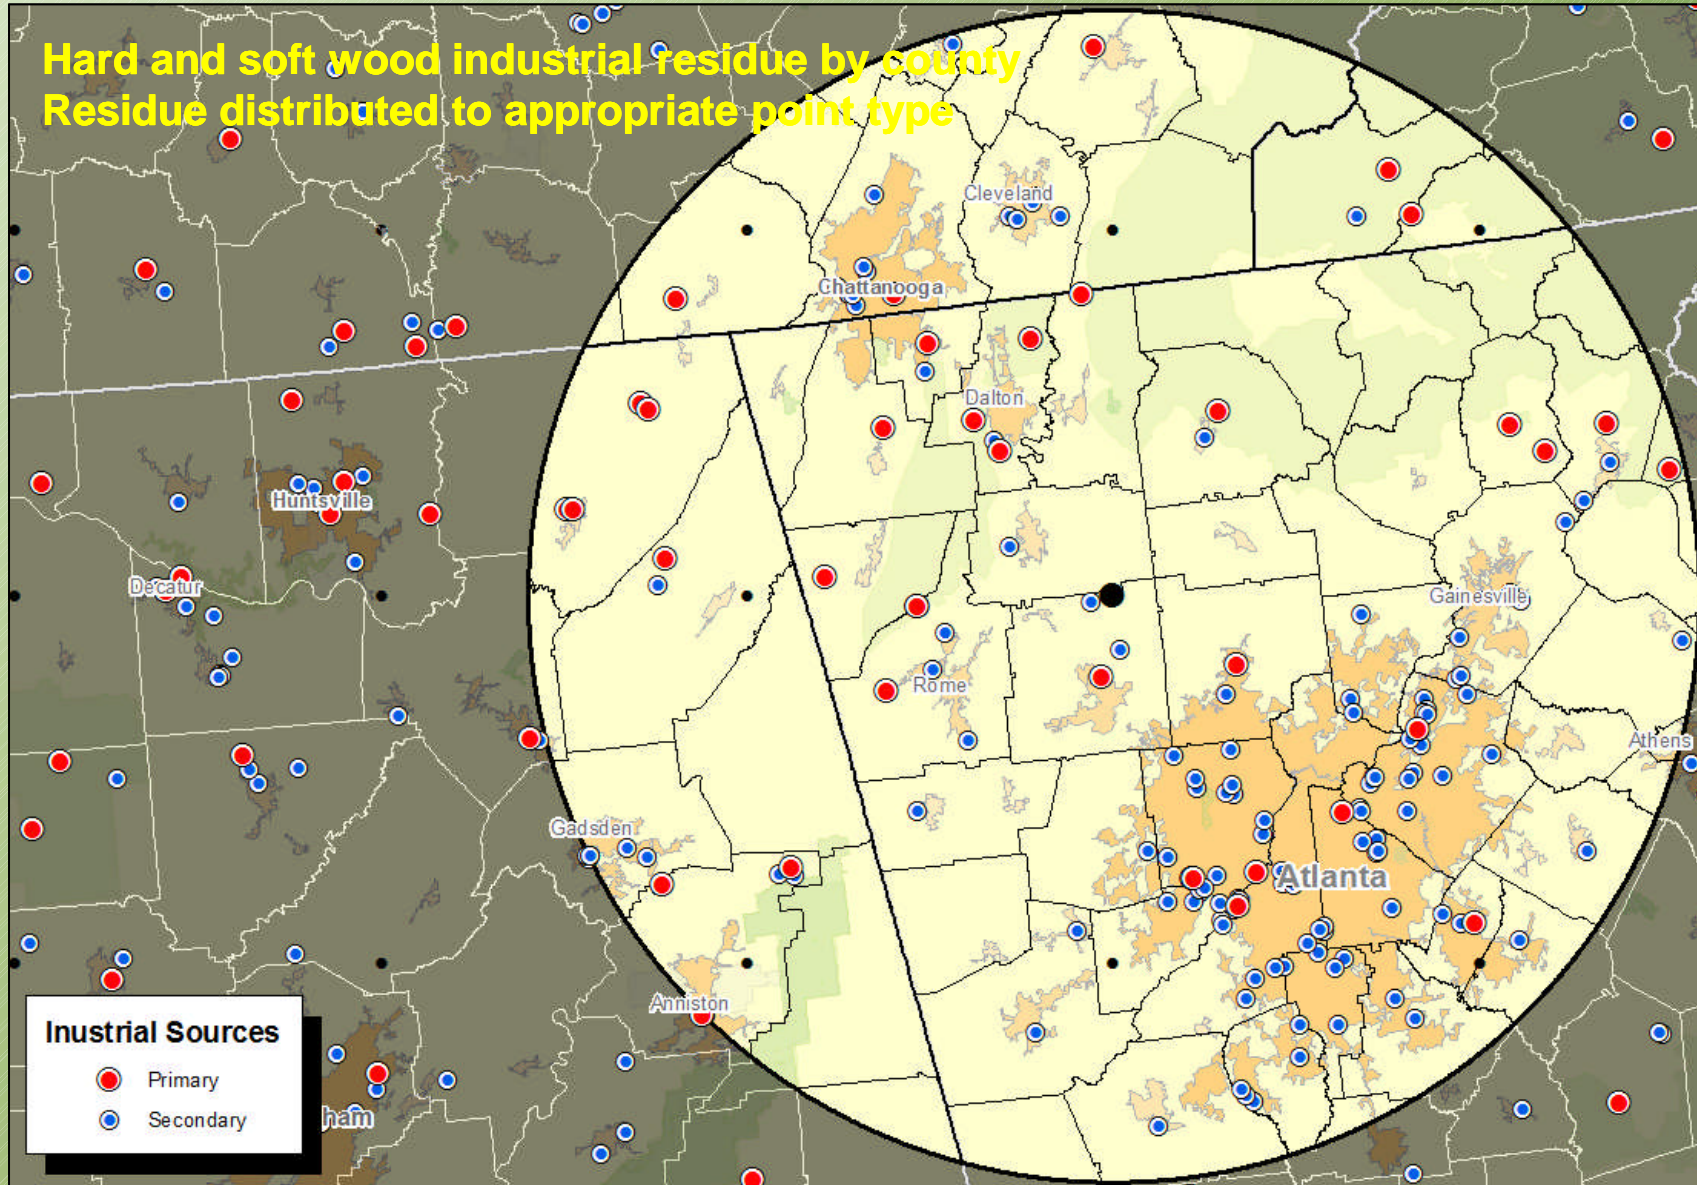 Hard and soft wood industrial residue by county
Residue distributed to appropriate point type
Cleveland
Chattanooga
Dalton
Huntsville
Decatur
Gainesville
Rome
Athens
Gadsden
Atlanta
Anniston
Inustrial Sources
Primary
Secondary
ham